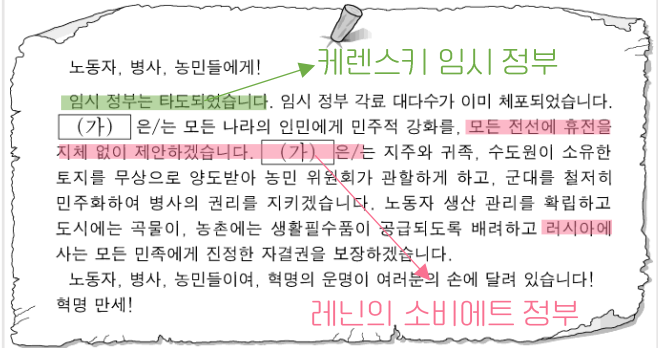 케렌스키 임시 정부
노동자, 병사, 농민들에게!
임시 정부는 타도되었습니다. 임시 정부 각료 대다수가 이미 체포되었습니다.
(가) 은/는 모든 나라의 인민에게 민주적 강화를, 모든 전선에 휴전을
지체 없이 제안하겠습니다. (가) 은/는 지주와 귀족, 수도원이 소유한
토지를 무상으로 양도받아 농민 위원회가 관할하게 하고, 군대를 철저히
민주화하여 병사의 권리를 지키겠습니다. 노동자 생산 관리를 확립하고
도시에는 곡물이, 농촌에는 생활필수품이 공급되도록 배려하고 러시아에
사는 모든 민족에게 진정한 자결권을 보장하겠습니다.
노동자, 병사, 농민들이여, 혁명의 운명이 여러분의 손에 달려 있습니다!
혁명 만세!
레닌의 소비에트 정부